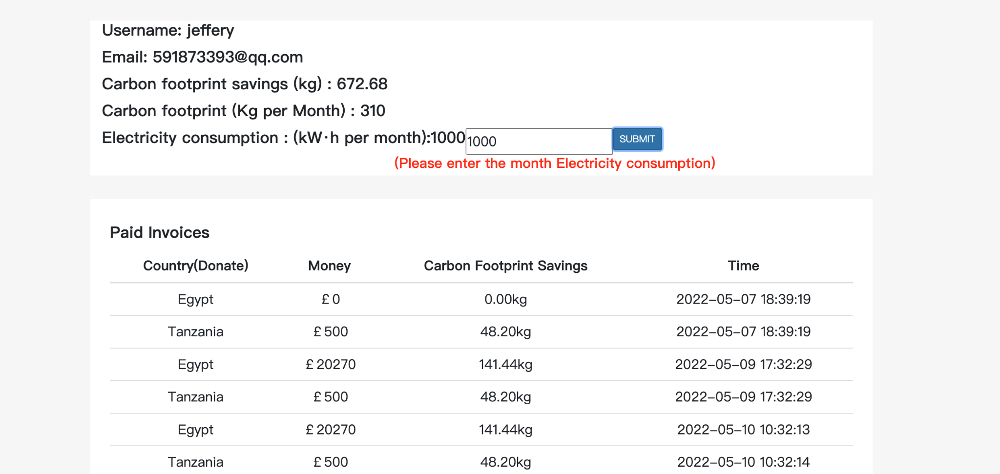 Username: jeffery
Email: 591873393@qq.com
Carbon footprint savings (kg) : 672.68
Carbon footprint (Kg per Month) : 310
Electricity consumption : (kW·h per month):1000 1000 SUBMIT
(Please enter the month Electricity consumption)
Paid Invoices
Country(Donate) Money Carbon Footprint Savings Time
Egypt £ 0 0.00kg 2022-05-07 18:39:19
Tanzania £ 500 48.20kg 2022-05-07 18:39:19
Egypt £ 20270 141.44kg 2022-05-09 17:32:29
Tanzania £ 500 48.20kg 2022-05-09 17:32:29
Egypt £ 20270 141.44kg 2022-05-10 10:32:13
Tanzania £ 500 48.20kg 2022-05-10 10:32:14